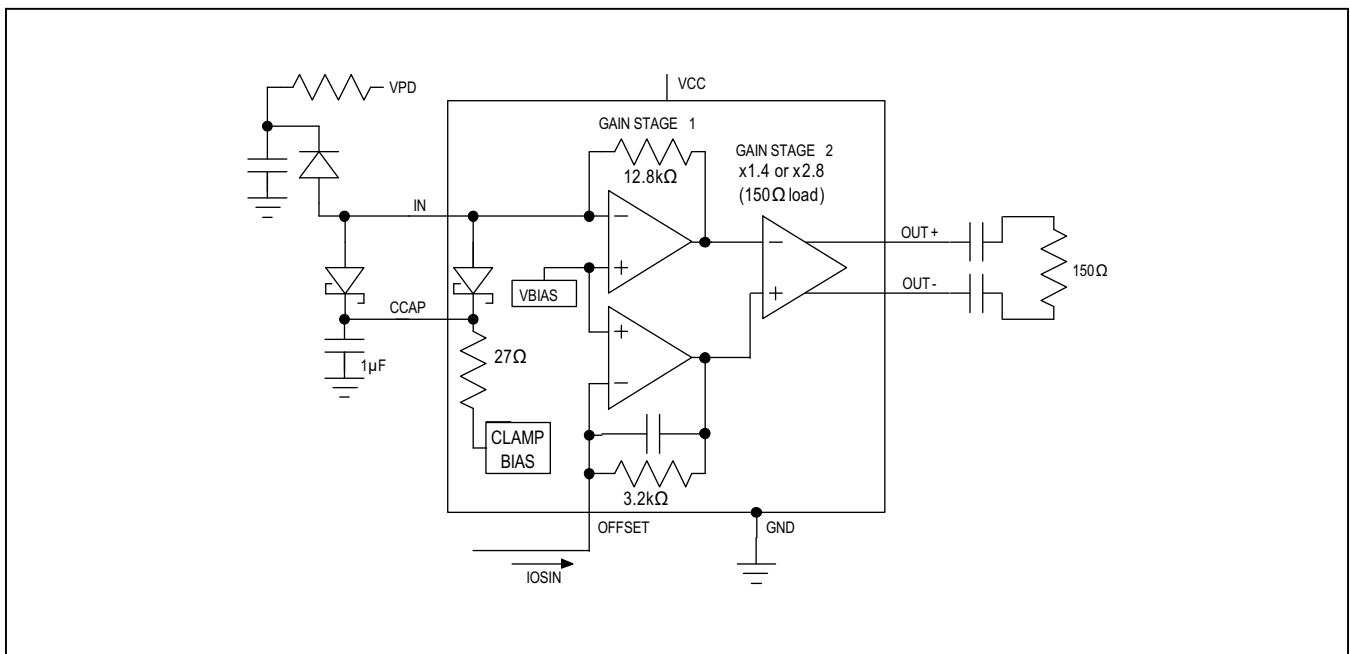 VPD
VCC
GAIN STAGE 1
12.8kΩ
GAIN STAGE 2
x1.4 or x2.8
(150Ω load)
IN
−
+
VBIAS
−
+
OUT+
OUT-
150Ω
CCAP
1µF
27Ω
+
−
CLAMP
BIAS
3.2kΩ
OFFSET
GND
IOSIN